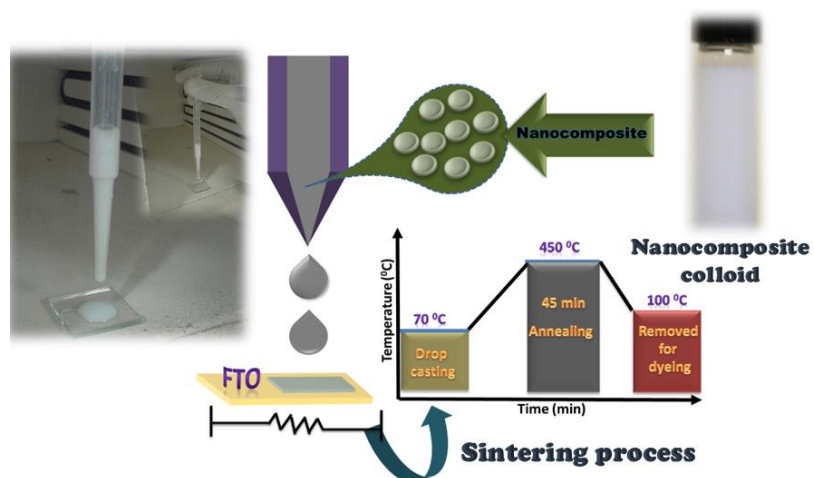 Nanocomposite
Nanocomposite
colloid
450 ⁰C
70 ⁰C
100 ⁰C
45 min
Annealing
Drop
casting
Removed
for
dyeing
Temperature (⁰C)
Time (min)
FTO
Sintering process